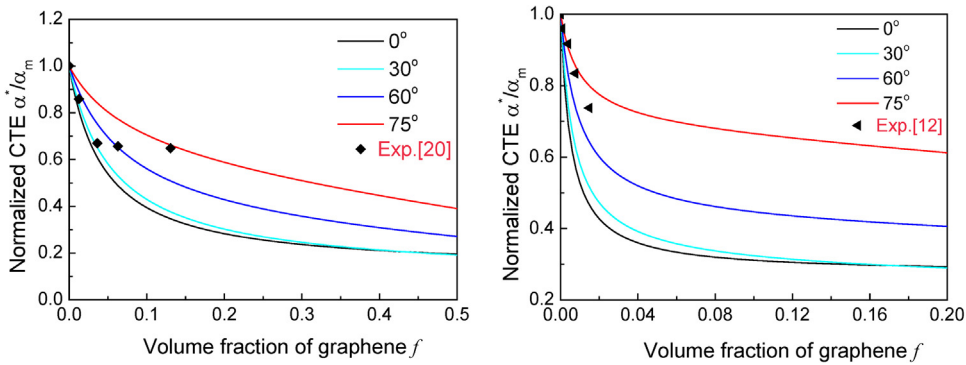 1.2
1.0
0.8
0.6
0.4
0.2
0.0
Normalized CTE α*/αm
0°
30°
60°
75°
Exp.[20]
0.0 0.1 0.2 0.3 0.4 0.5
Volume fraction of graphene f
1.0
0.8
0.6
0.4
0.2
Normalized CTE α*/αm
0°
30°
60°
75°
Exp.[12]
0.00 0.04 0.08 0.12 0.16 0.20
Volume fraction of graphene f